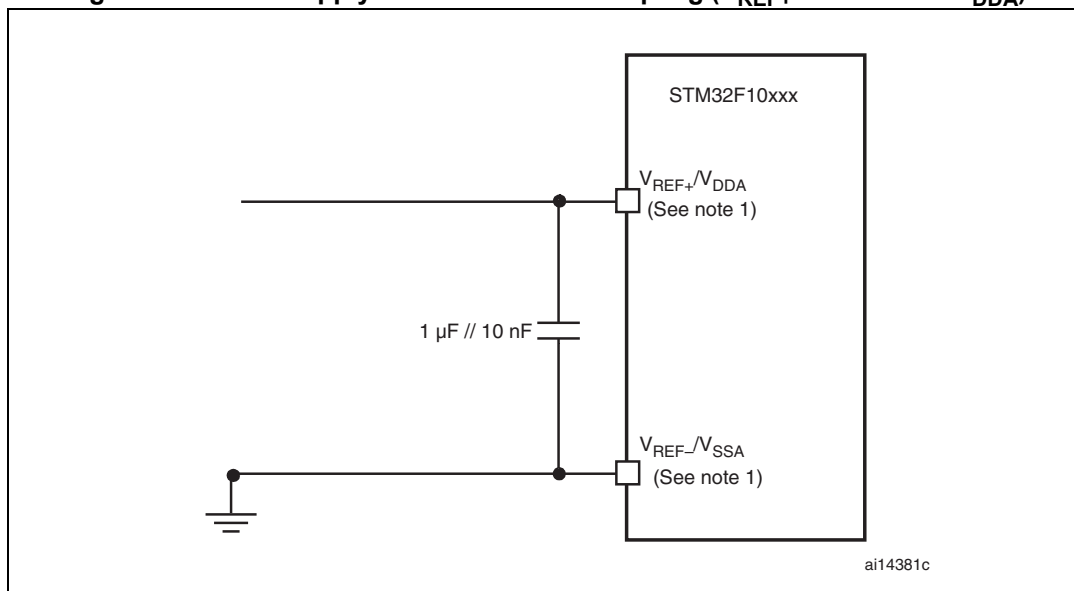 STM32F10xxx
VREF+/VDDA
(See note 1)
1 µF // 10 nF
VREF–/VSSA
(See note 1)
ai14381c